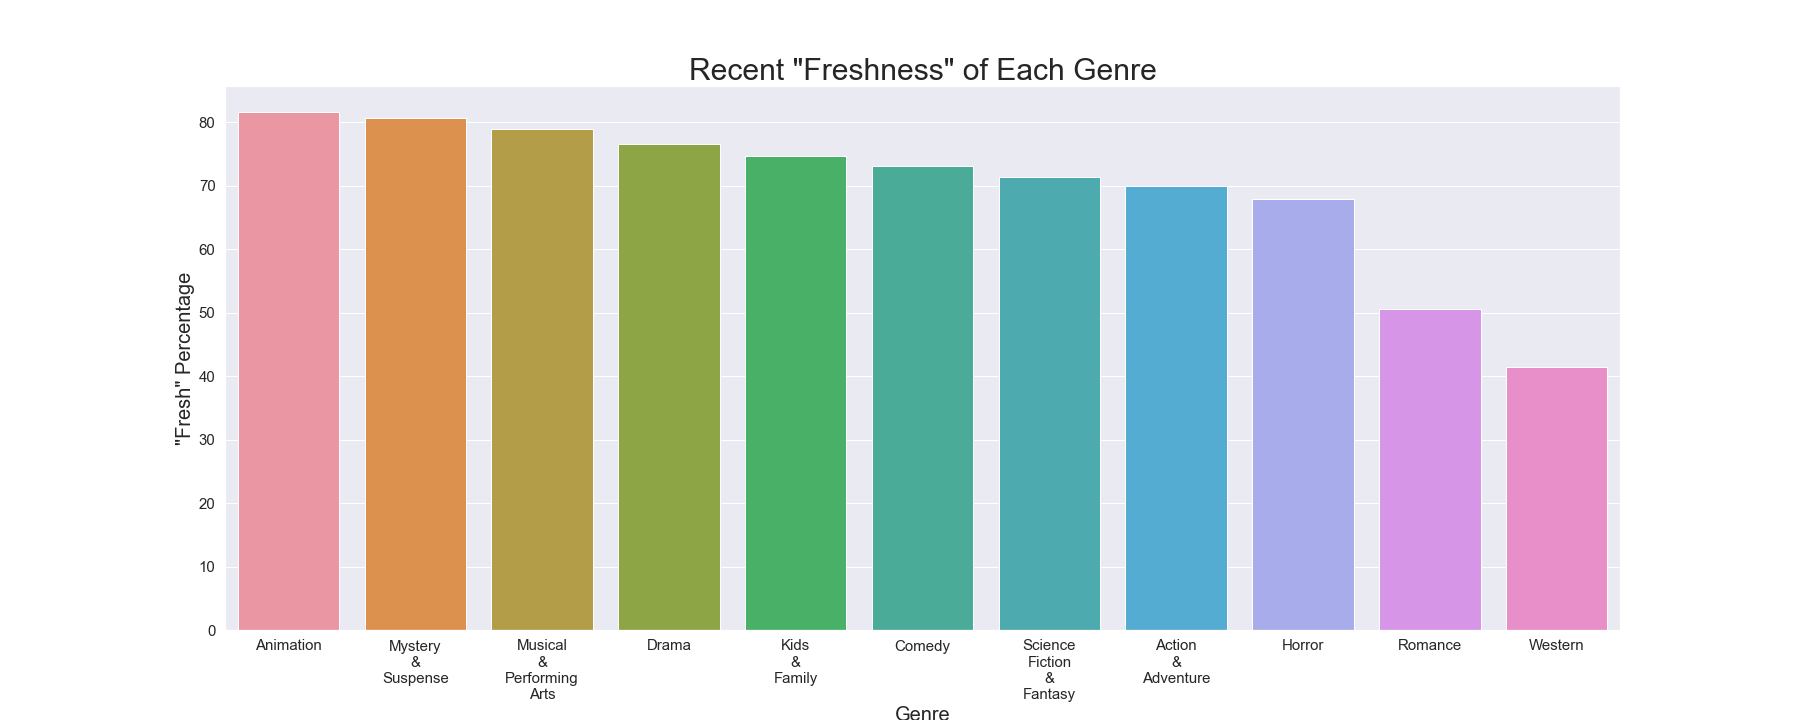 Recent "Freshness" of Each Genre
"Fresh" Percentage
80
70
60
50
40
30
20
10
0
Animation
Mystery
&
Suspense
Musical
&
Performing
Arts
Drama
Kids
&
Family
Comedy
Science
Fiction
&
Fantasy
Action
&
Adventure
Horror
Romance
Western
Genre